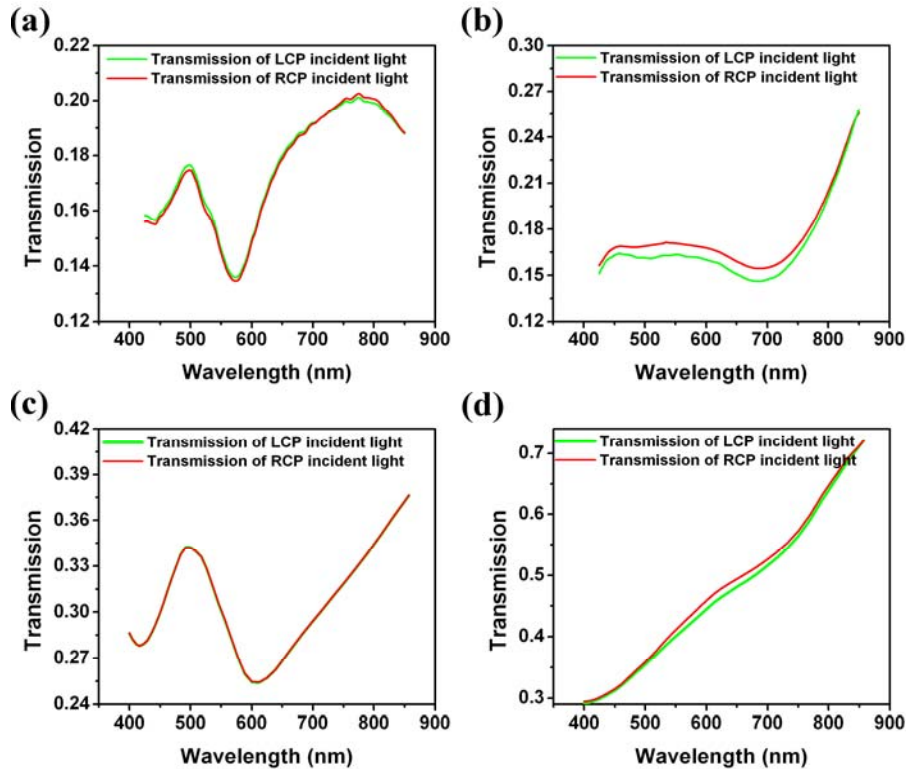 (a)
0.22
Transmission of LCP incident light
Transmission of RCP incident light
0.20
0.18
0.16
0.14
0.12
Transmission
400 500 600 700 800 900
Wavelength (nm)
(b)
0.30
Transmission of LCP incident light
Transmission of RCP incident light
0.27
0.24
0.21
0.18
0.15
0.12
Transmission
400 500 600 700 800 900
Wavelength (nm)
(c)
0.42
Transmission of LCP incident light
Transmission of RCP incident light
0.39
0.36
0.33
0.30
0.27
0.24
Transmission
400 500 600 700 800 900
Wavelength (nm)
(d)
Transmission of LCP incident light
0.7
Transmission of RCP incident light
0.6
0.5
0.4
0.3
Transmission
400 500 600 700 800 900
Wavelength (nm)